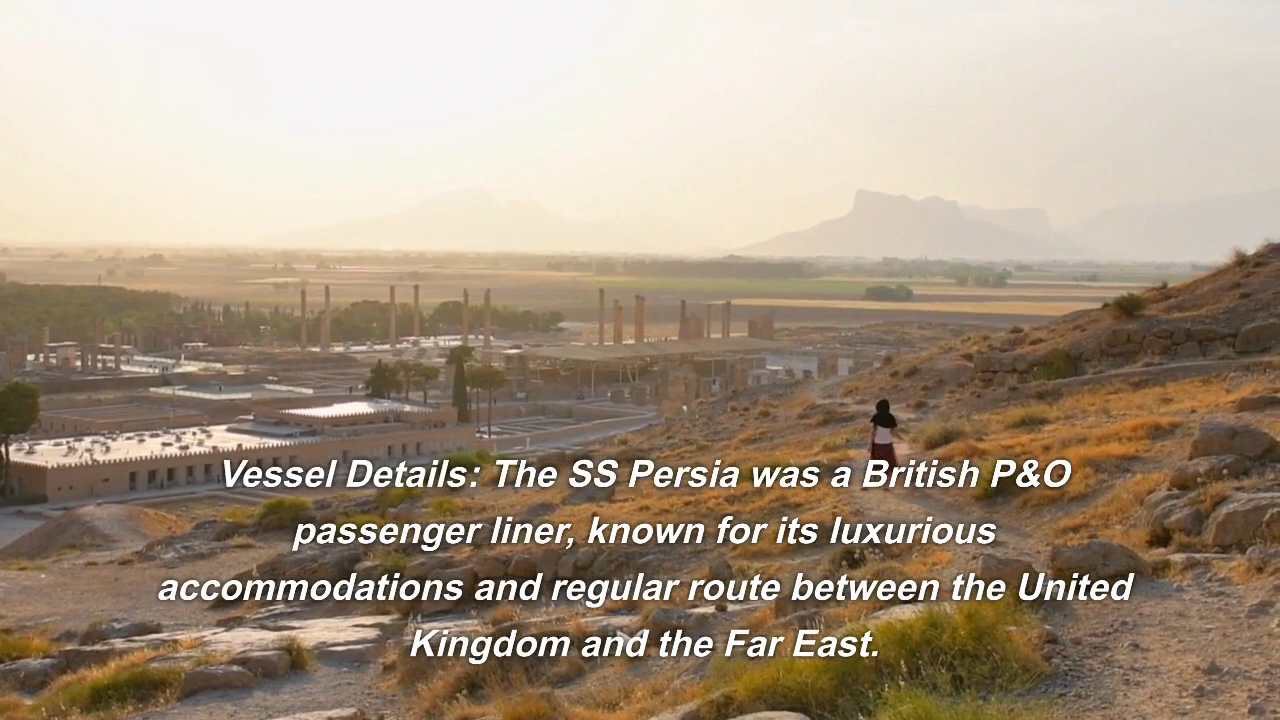 Vessel Details: The SS Persia was a British P&O
passenger liner, known for its luxurious
accommodations and regular route between the United
Kingdom and the Far East.